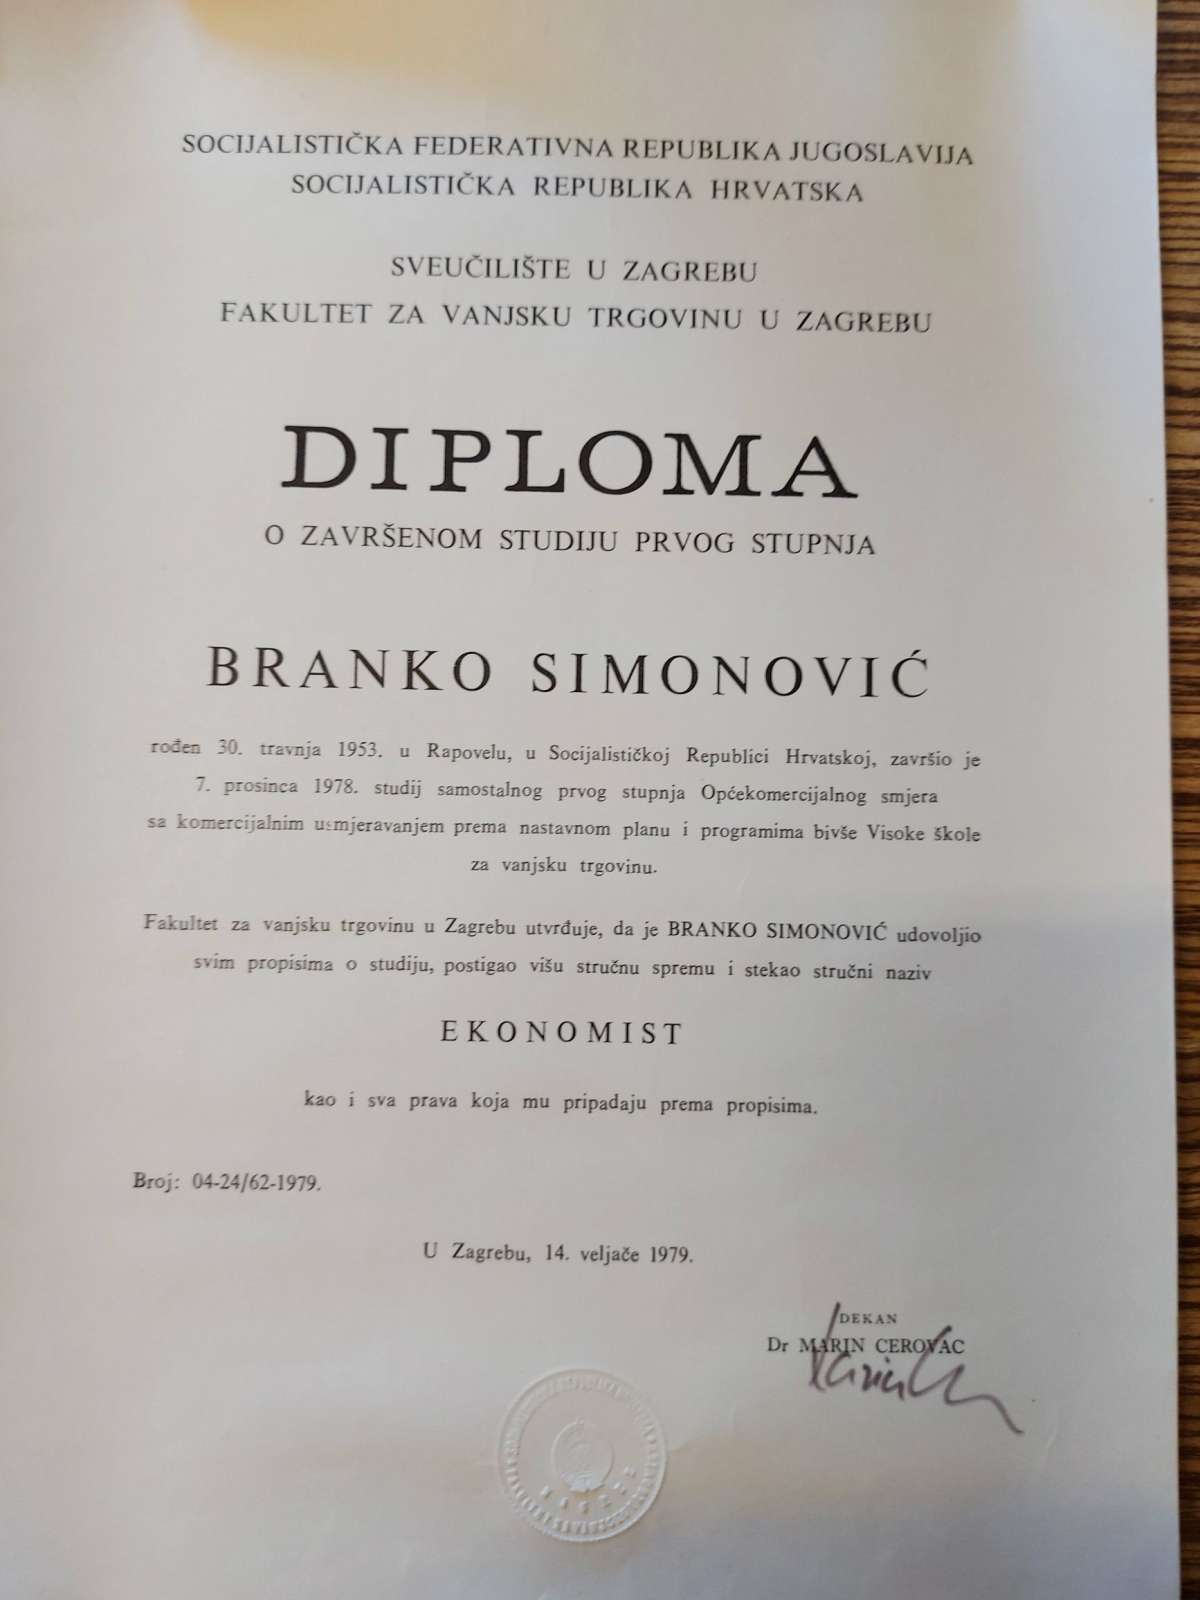 SOCIJALISTIČKA FEDERATIVNA REPUBLIKA JUGOSLAVIJA
SOCIJALISTIČKA REPUBLIKA HRVATSKA
SVEUČILIŠTE U ZAGREBU
FAKULTET ZA VANJSKU TRGOVINU U ZAGREBU
DIPLOMA
O ZAVRŠENOM STUDIJU PRVOG STUPNJA
BRANKO SIMONOVIĆ
rođen 30. travnja 1953. u Rapovelu, u Socijalističkoj Republici Hrvatskoj, završio je
7. prosinca 1978. studij samostalnog prvog stupnja Općekomercijalnog smjera
sa komercijalnim usmjeravanjem prema nastavnom planu i programima bivše Visoke škole
za vanjsku trgovinu.
Fakultet za vanjsku trgovinu u Zagrebu utvrđuje, da je BRANKO SIMONOVIĆ udovoljio
svim propisima o studiju, postigao višu stručnu spremu i stekao stručni naziv
EKONOMIST
kao i sva prava koja mu pripadaju prema propisima.
Broj: 04-24/62-1979.
U Zagrebu, 14. veljače 1979.
DEKAN
Dr MARIN CEROVAC